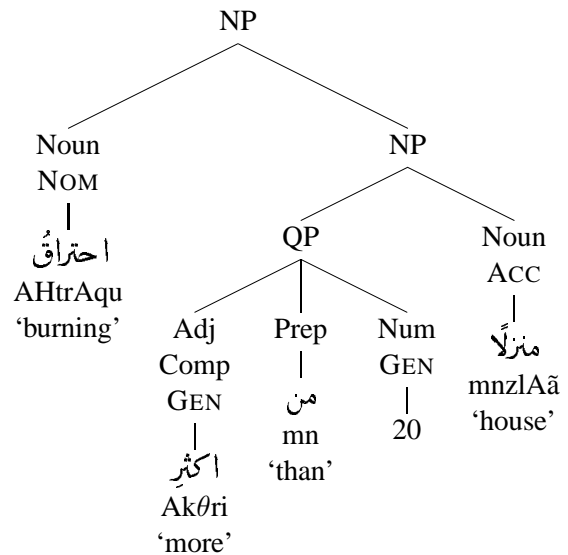 NP
Noun NP
NOM
QP Noun
ACC
احتراقُ
AHtrAqu
‘burning’
Adj Prep Num
Comp GEN
GEN
منزلًا
mnzlAã
‘house’
من
mn
‘than’
20
اكثرِ
Akθri
‘more’